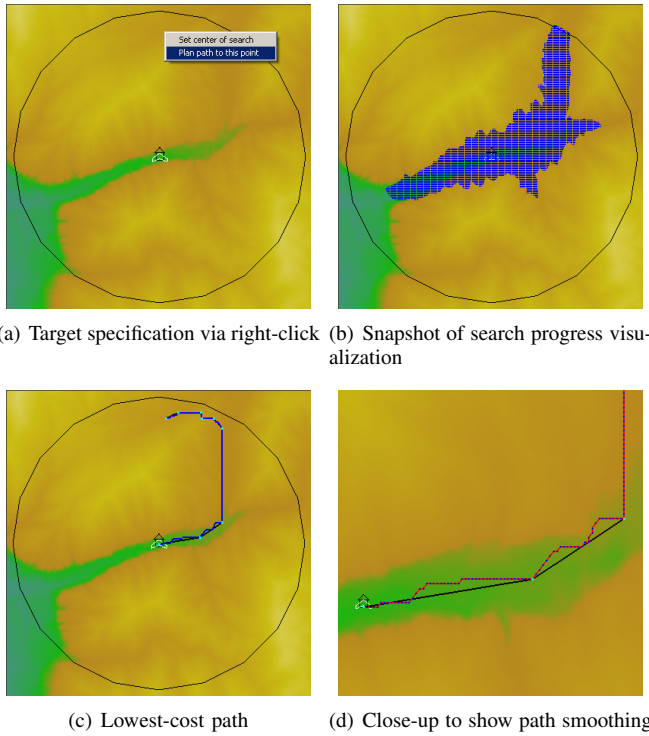 Set center of search
Plan path to this point
a) Target specification via right-click
(b) Snapshot of search progress visu-
alization
(c) Lowest-cost path
(d) Close-up to show path smoothing